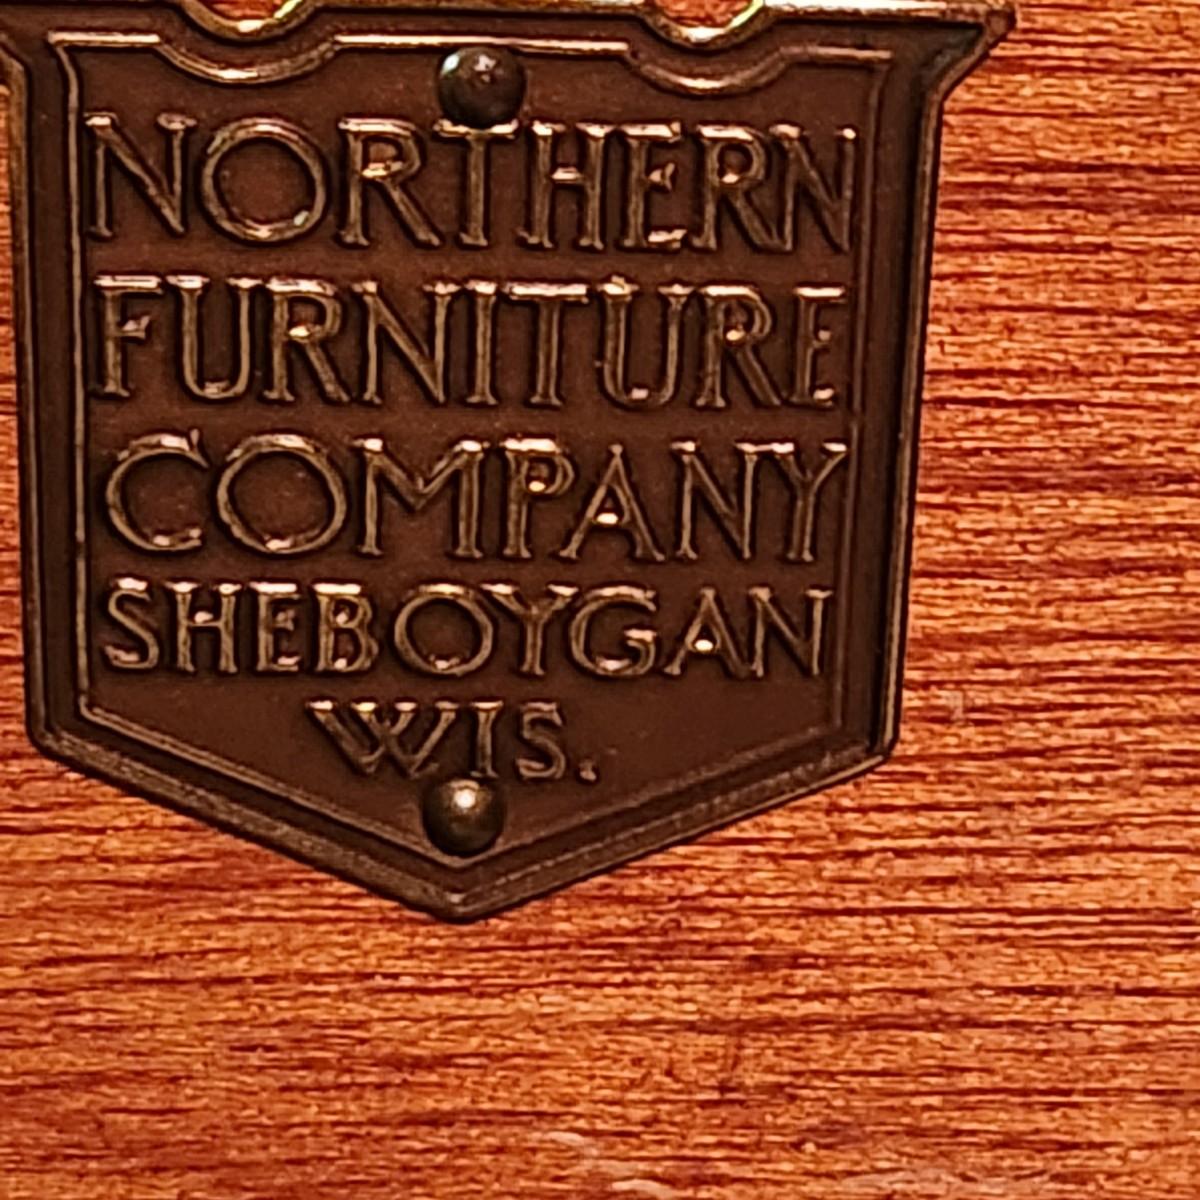 NORTHERN
FURNITURE
COMPANY
SHEBOYGAN
WIS.